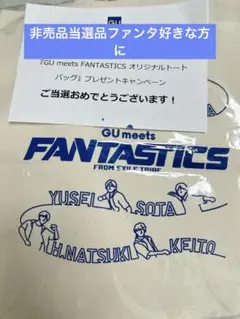 非売品当選品ファンタ好きな方
に
GU
『GU meets FANTASTICS オリジナルトート
バッグ』プレゼントキャンペーン
ご当選おめでとうございます！
GU meets
FANTASTICS
FROM EXILE TRIBE
YUSEI
SOTA
H.NATSUKI
KEITO